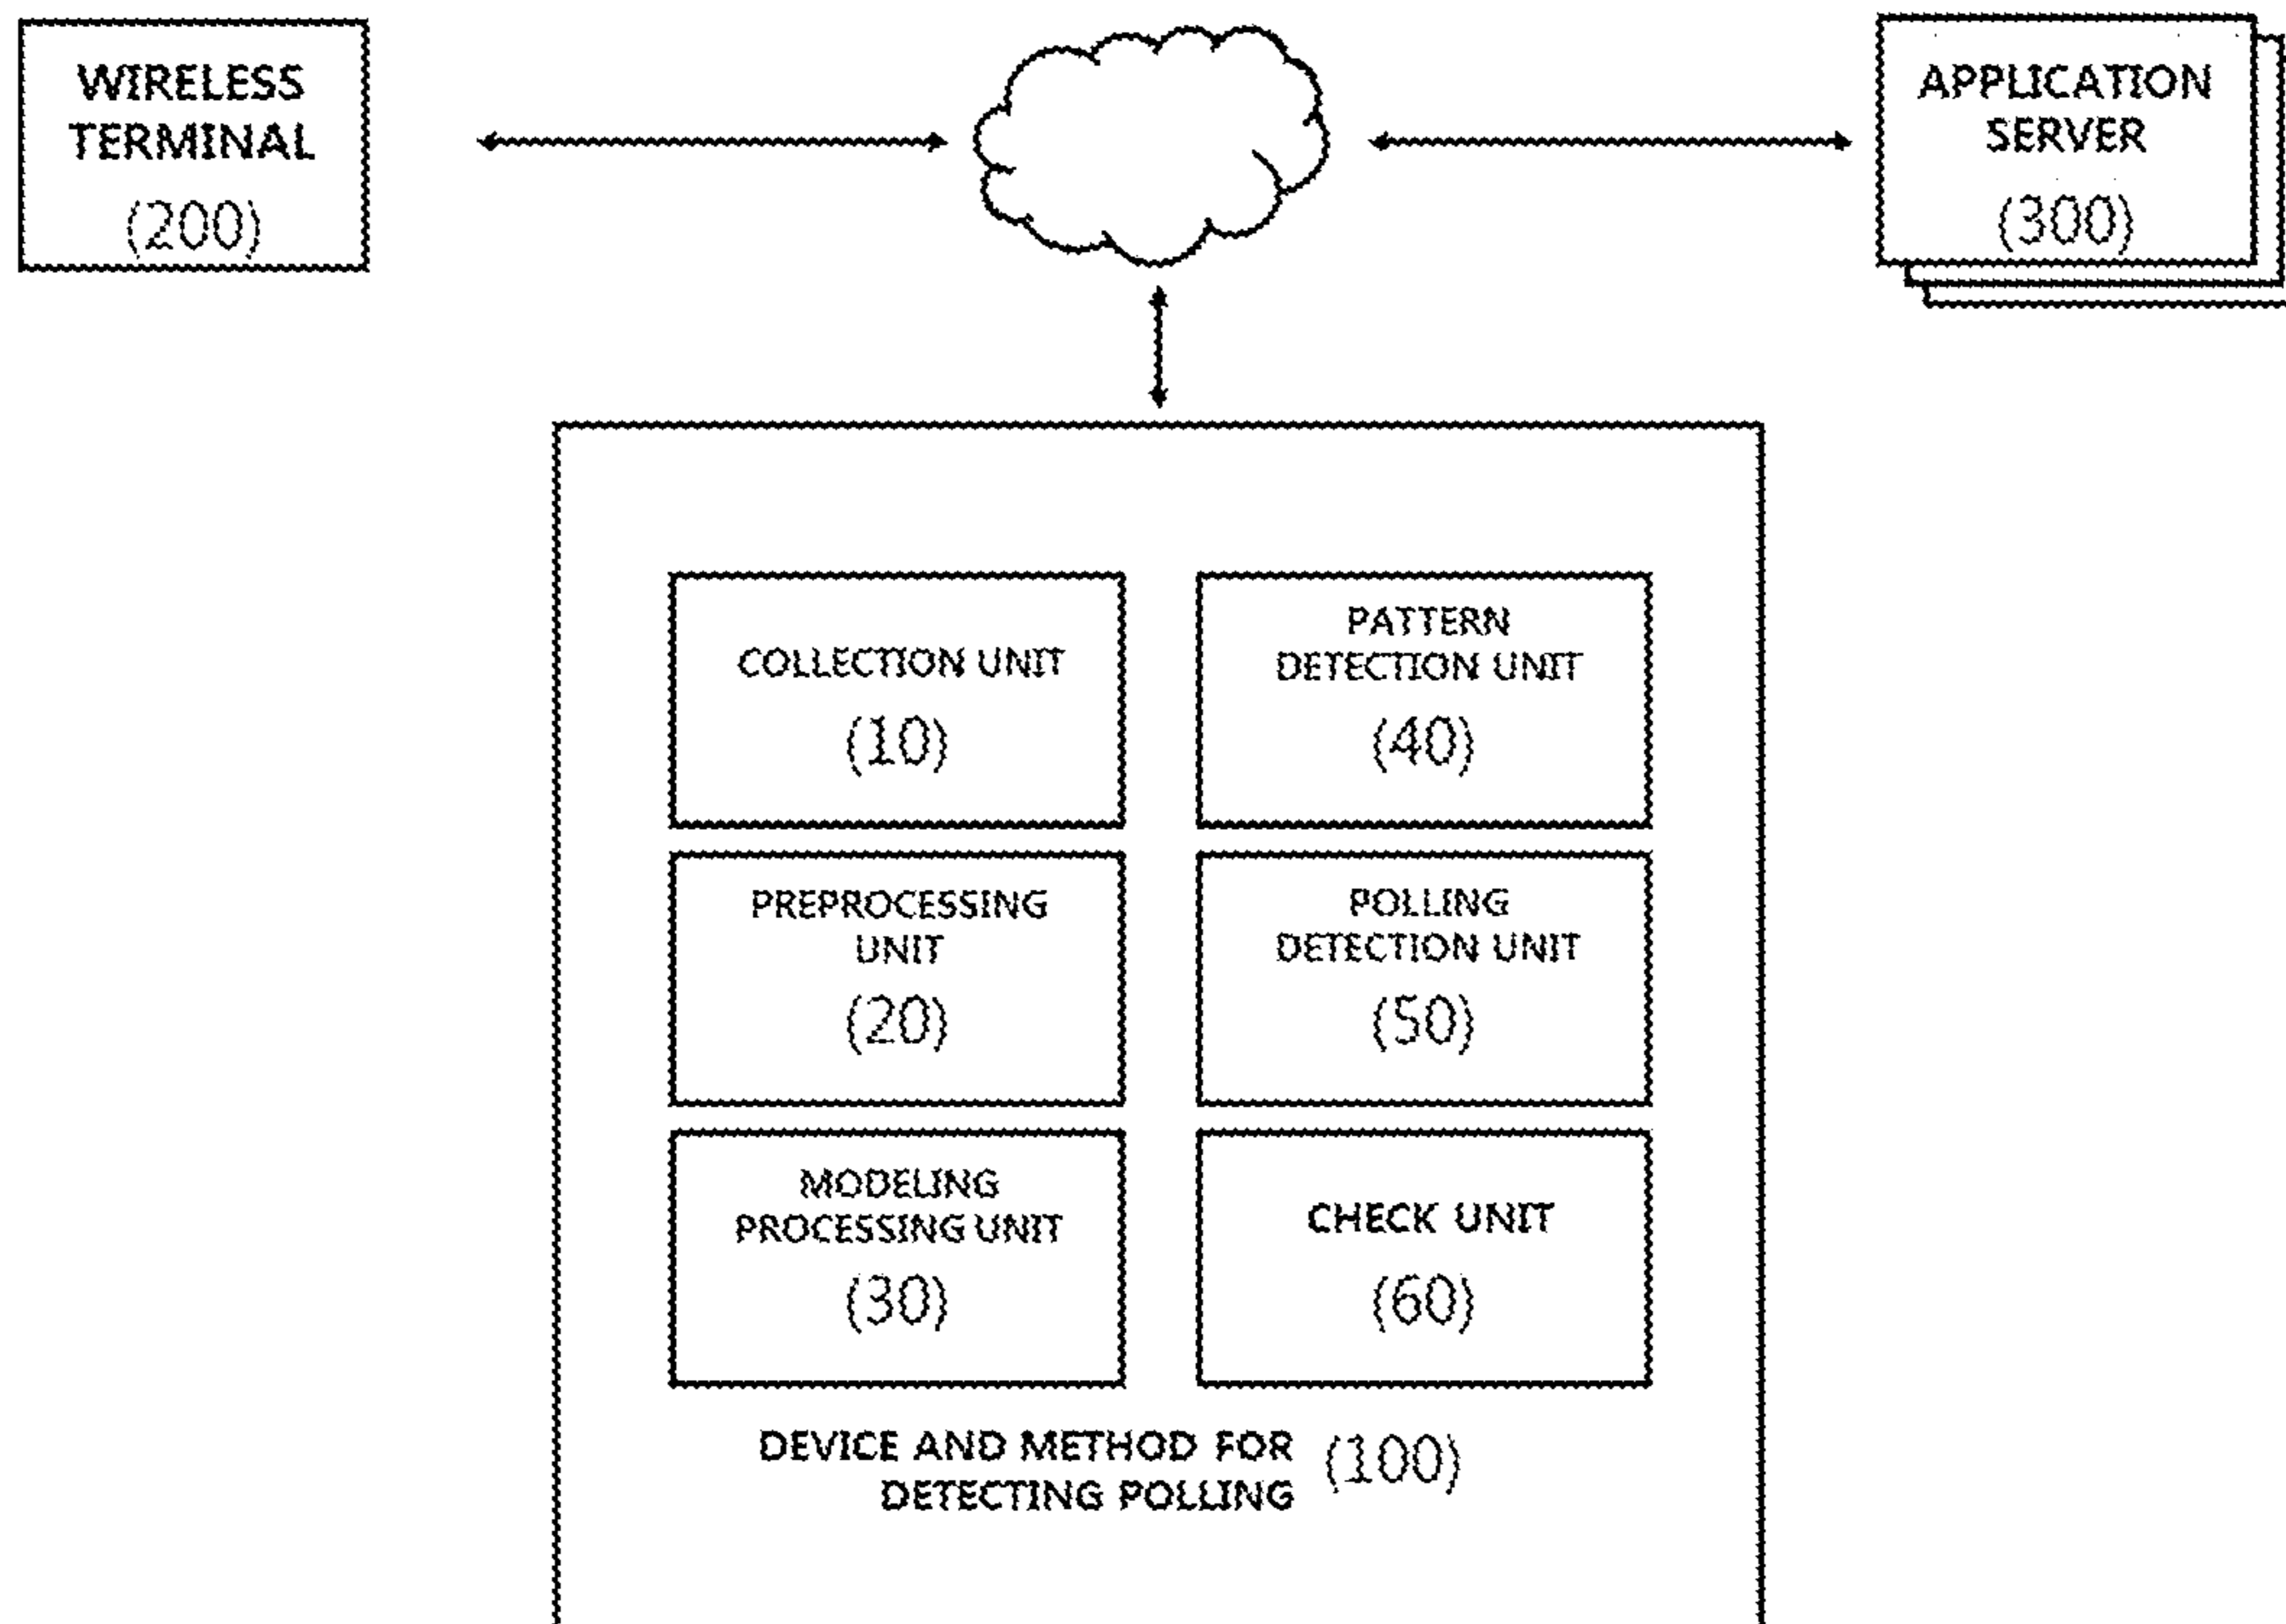 WIRELESS
TERMINAL
(200)
APPLICATION
SERVER
(300)
COLLECTION UNIT
(10)
PATTERN
DETECTION UNIT
(40)
PREPROCESSING
UNIT
(20)
POLLING
DETECTION UNIT
(50)
MODELING
PROCESSING UNIT
(30)
CHECK UNIT
(60)
DEVICE AND METHOD FOR (100)
DETECTING POLLING